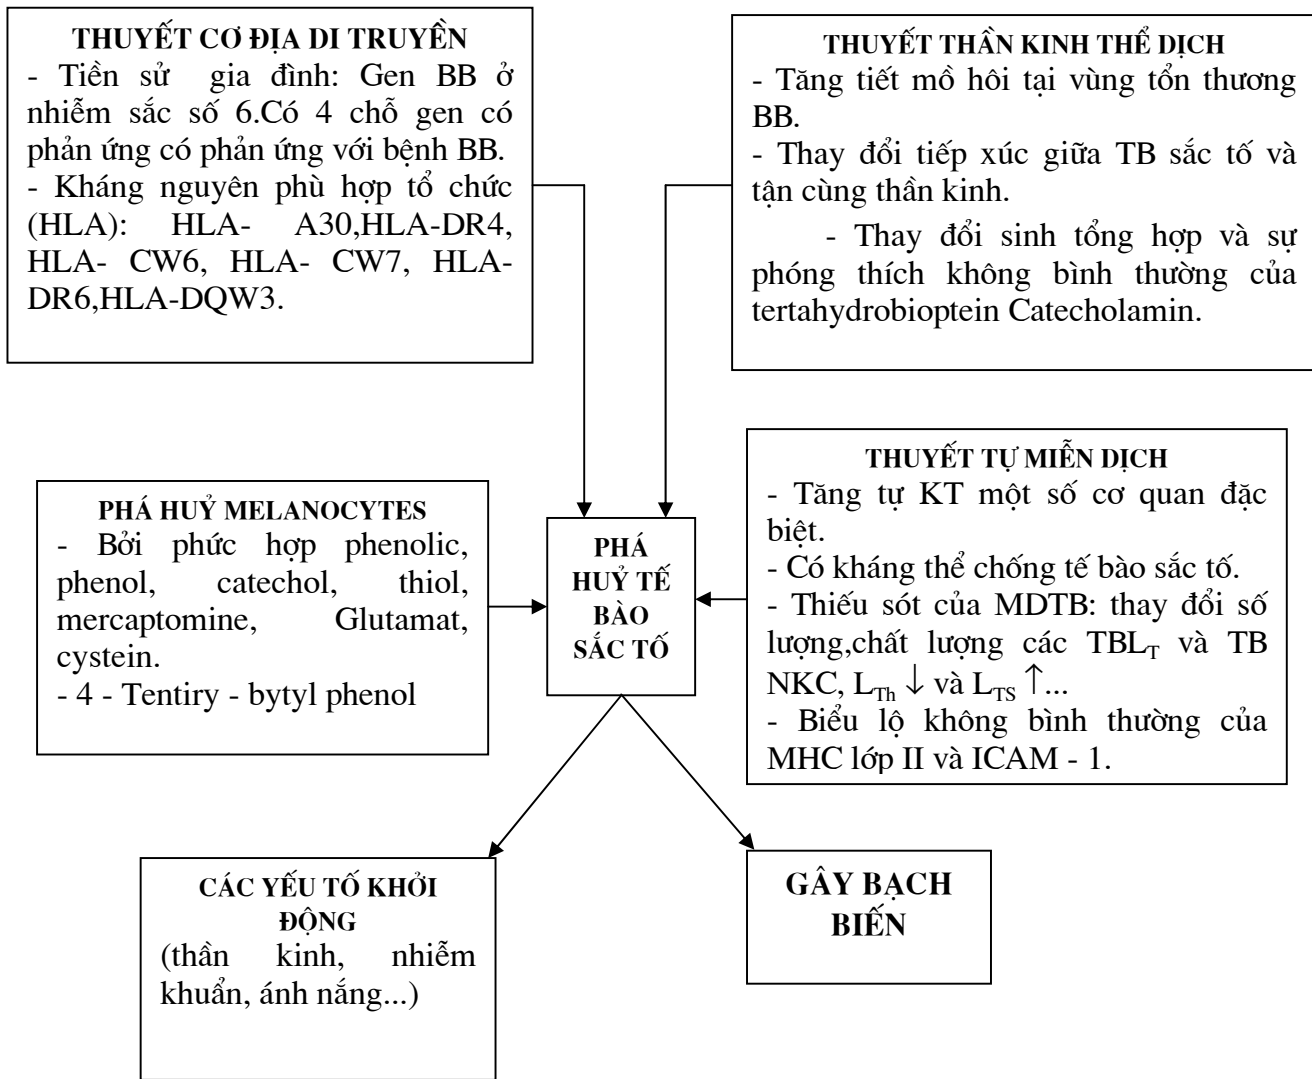 THUYẾT CƠ ĐỊA DI TRUYỀN
- Tiền sử gia đình: Gen BB ở
nhiễm sắc số 6.Có 4 chỗ gen có
phản ứng có phản ứng với bệnh BB.
- Kháng nguyên phù hợp tổ chức
(HLA): HLA- A30,HLA-DR4,
HLA- CW6, HLA- CW7, HLA-
DR6,HLA-DQW3.
THUYẾT THẦN KINH THỂ DỊCH
- Tăng tiết mồ hôi tại vùng tổn thương
BB.
- Thay đổi tiếp xúc giữa TB sắc tố và
tận cùng thần kinh.
- Thay đổi sinh tổng hợp và sự
phóng thích không bình thường của
tertahydrobioptein Catecholamin.
PHÁ HUỶ MELANOCYTES
- Bởi phức hợp phenolic,
phenol, catechol, thiol,
mercaptomine, Glutamat,
cystein.
- 4 - Tentiry - bytyl phenol
PHÁ
HUỶ TẾ
BÀO
SẮC TỐ
THUYẾT TỰ MIỄN DỊCH
- Tăng tự KT một số cơ quan đặc
biệt.
- Có kháng thể chống tế bào sắc tố.
- Thiếu sót của MDTB: thay đổi số
lượng,chất lượng các TBL_T và TB
NKC, L_Th ↓ và L_TS ↑...
- Biểu lộ không bình thường của
MHC lớp II và ICAM - 1.
CÁC YẾU TỐ KHỞI
ĐỘNG
(thần kinh, nhiễm
khuẩn, ánh nắng...)
GÂY BẠCH
BIẾN